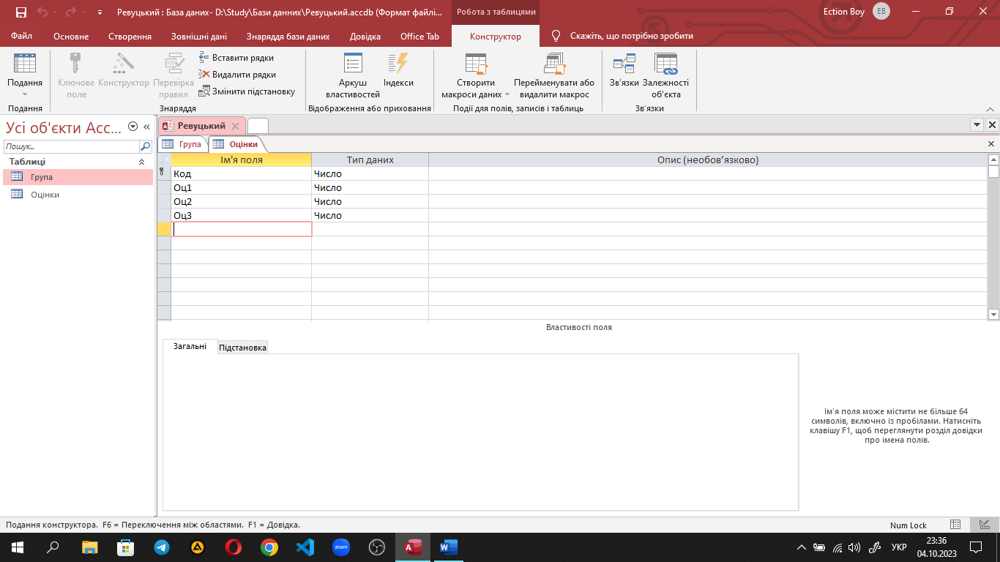 Ревуцький : База даних- D:\Study\Бази данних\Ревуцький.accdb (Формат файлі...
Робота з таблицями
Ection Boy
EB
Файл
Основне
Створення
Зовнішні дані
Знаряддя бази даних
Довідка
Office Tab
Конструктор
Скажіть, що потрібно зробити
Подання
Ключове поле
Конструктор
Перевірка правил
Вставити рядки
Видалити рядки
Змінити підстановку
Аркуш властивостей
Індекси
Створити макроси даних
Перейменувати або видалити макрос
Зв'язки
Залежності об'єкта
Подання
Знаряддя
Відображення або приховання
Події для полів, записів і таблиць
Зв'язки
Усі об'єкти Acc...
Пошук...
Таблиці
Група
Оцінки
Ревуцький
Група
Оцінки
Ім'я поля
Тип даних
Опис (необов’язково)
Код
Число
Оц1
Число
Оц2
Число
Оц3
Число
Властивості поля
Загальні
Підстановка
Ім'я поля може містити не більше 64
символів, включно із пробілами. Натисніть
клавішу F1, щоб переглянути розділ довідки
про імена полів.
Подання конструктора. F6 = Переключення між областями. F1 = Довідка.
Num Lock
zoom
УКР
23:36
04.10.2023